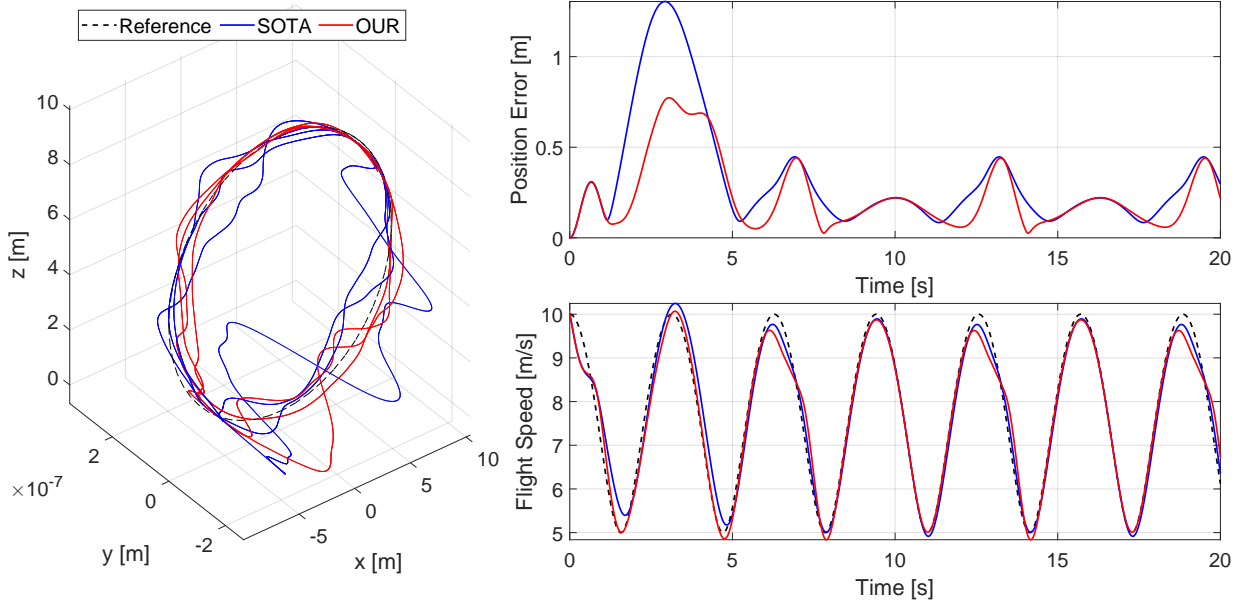 Reference SOTA OUR
10
8
6
4
2
0
z [m]
2
0
-2
×10⁻⁷
y [m]
-5
0
5
10
x [m]
1
0.5
0
Position Error [m]
0 5 10 15 20
Time [s]
10
9
8
7
6
5
Flight Speed [m/s]
0 5 10 15 20
Time [s]